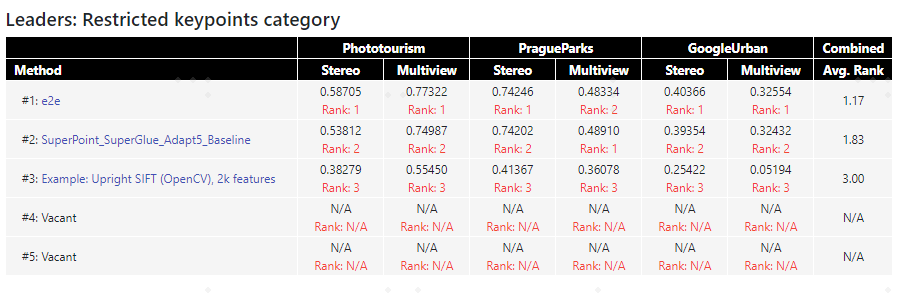 Leaders: Restricted keypoints category
Phototourism PragueParks GoogleUrban Combined
Method Stereo Multiview Stereo Multiview Stereo Multiview Avg. Rank
#1: e2e 0.58705 0.77322 0.74246 0.48334 0.40366 0.32554 1.17
Rank: 1 Rank: 1 Rank: 1 Rank: 2 Rank: 1 Rank: 1
#2: SuperPoint_SuperGlue_Adapt5_Baseline 0.53812 0.74987 0.74202 0.48910 0.39354 0.32432 1.83
Rank: 2 Rank: 2 Rank: 2 Rank: 1 Rank: 2 Rank: 2
#3: Example: Upright SIFT (OpenCV), 2k features 0.38279 0.55450 0.41367 0.36078 0.25422 0.05194 3.00
Rank: 3 Rank: 3 Rank: 3 Rank: 3 Rank: 3 Rank: 3
#4: Vacant N/A N/A N/A N/A N/A N/A N/A
Rank: N/A Rank: N/A Rank: N/A Rank: N/A Rank: N/A Rank: N/A
#5: Vacant N/A N/A N/A N/A N/A N/A N/A
Rank: N/A Rank: N/A Rank: N/A Rank: N/A Rank: N/A Rank: N/A